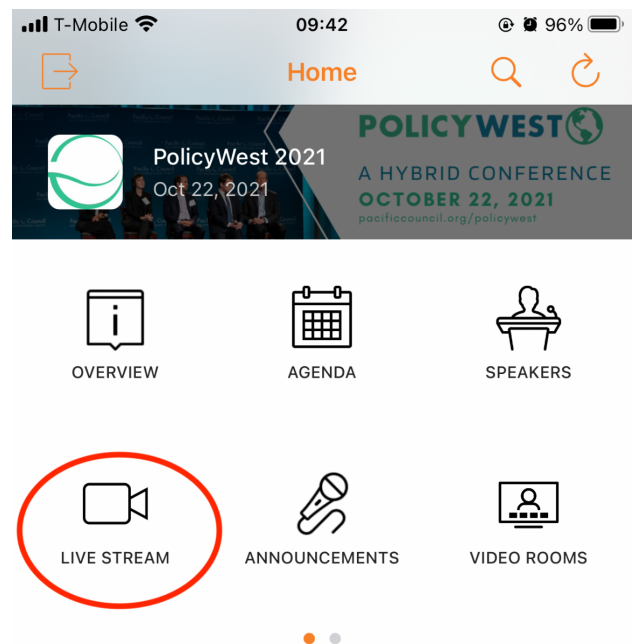 T-Mobile 09:42 96%
Home
POLICYWEST
PolicyWest 2021
A HYBRID CONFERENCE
Oct 22, 2021
OCTOBER 22, 2021
pacificcouncil.org/policywest
OVERVIEW AGENDA SPEAKERS
LIVE STREAM ANNOUNCEMENTS VIDEO ROOMS